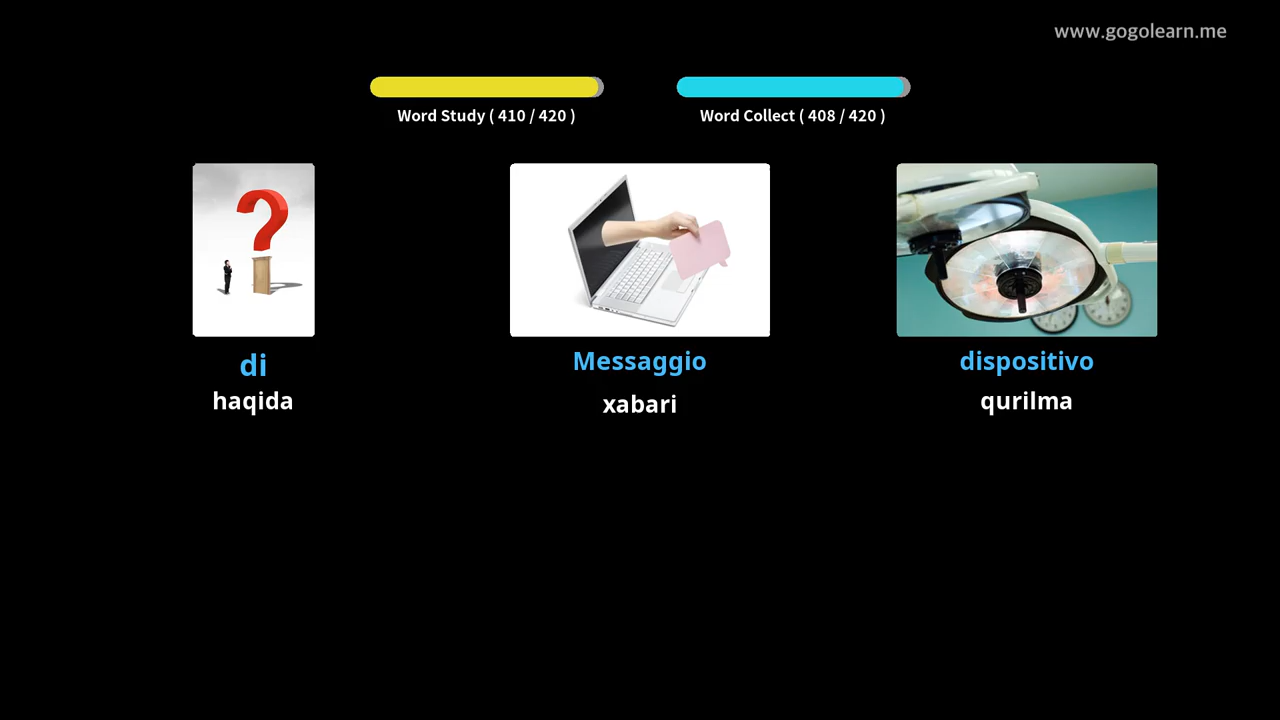 www.gogolearn.me
Word Study ( 410 / 420 )
Word Collect ( 408 / 420 )
di
haqida
Messaggio
xabari
dispositivo
qurilma